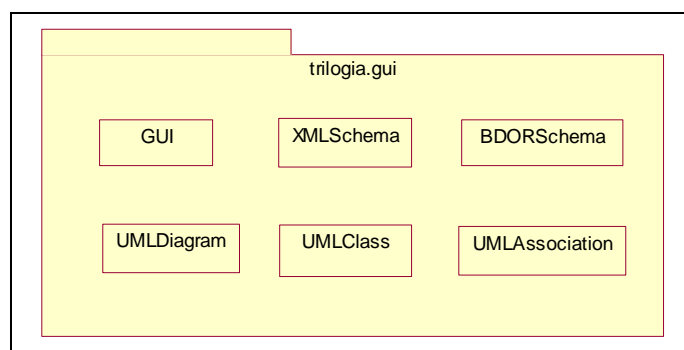 trilogia.gui
GUI XMLSchema BDORSchema
UMLDiagram UMLClass UMLAssociation